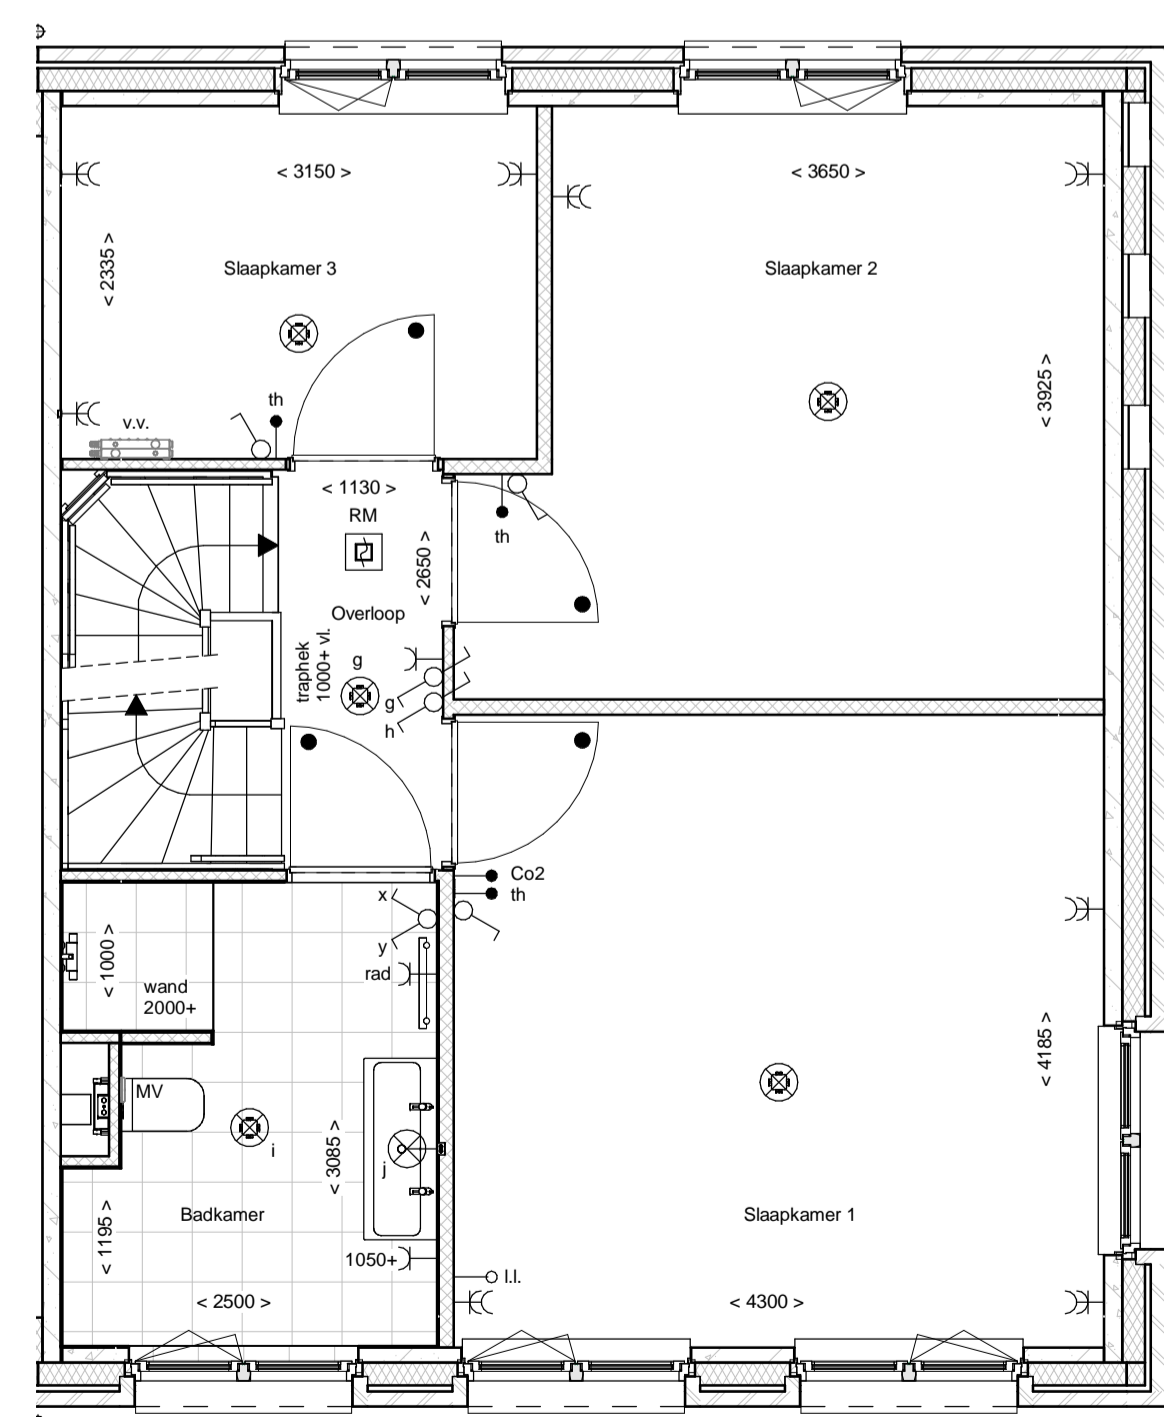 < 3150 >
< 3650 >
< 2335 >
Slaapkamer 3
Slaapkamer 2
< 3925 >
th
v.v.
< 1130 >
RM
< 2650 >
th
Overloop
traphek
1000+ vl.
g
g
h
Co2
th
x
y
rad
< 1000 >
wand
2000+
< 4185 >
MV
i
< 3085 >
j
< 1195 >
Badkamer
Slaapkamer 1
1050+
l.l.
< 2500 >
< 4300 >